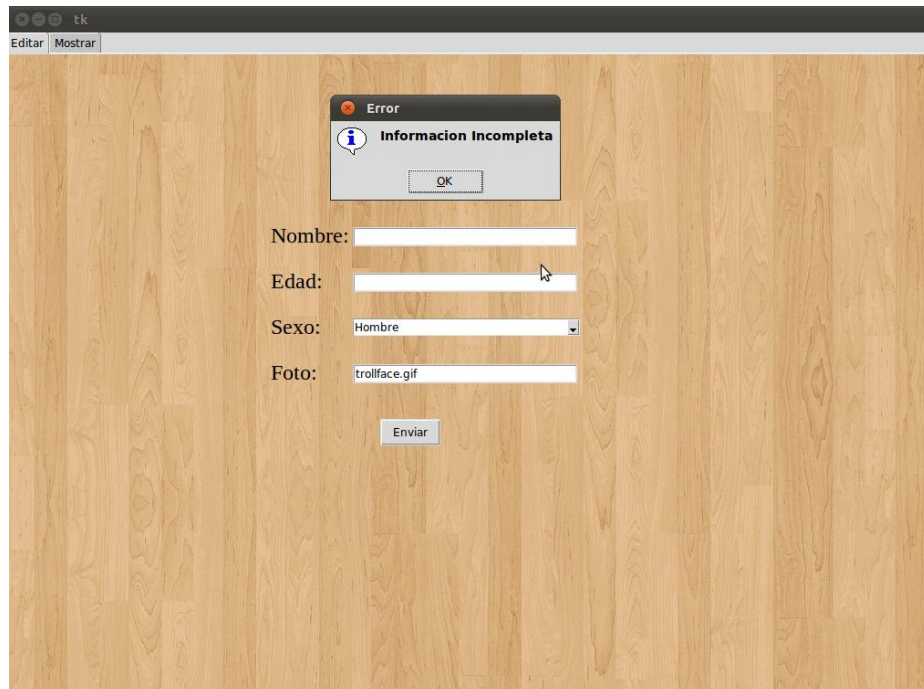 tk
Editar Mostrar
Error
Informacion Incompleta
OK
Nombre:
Edad:
Sexo: Hombre
Foto: trollface.gif
Enviar